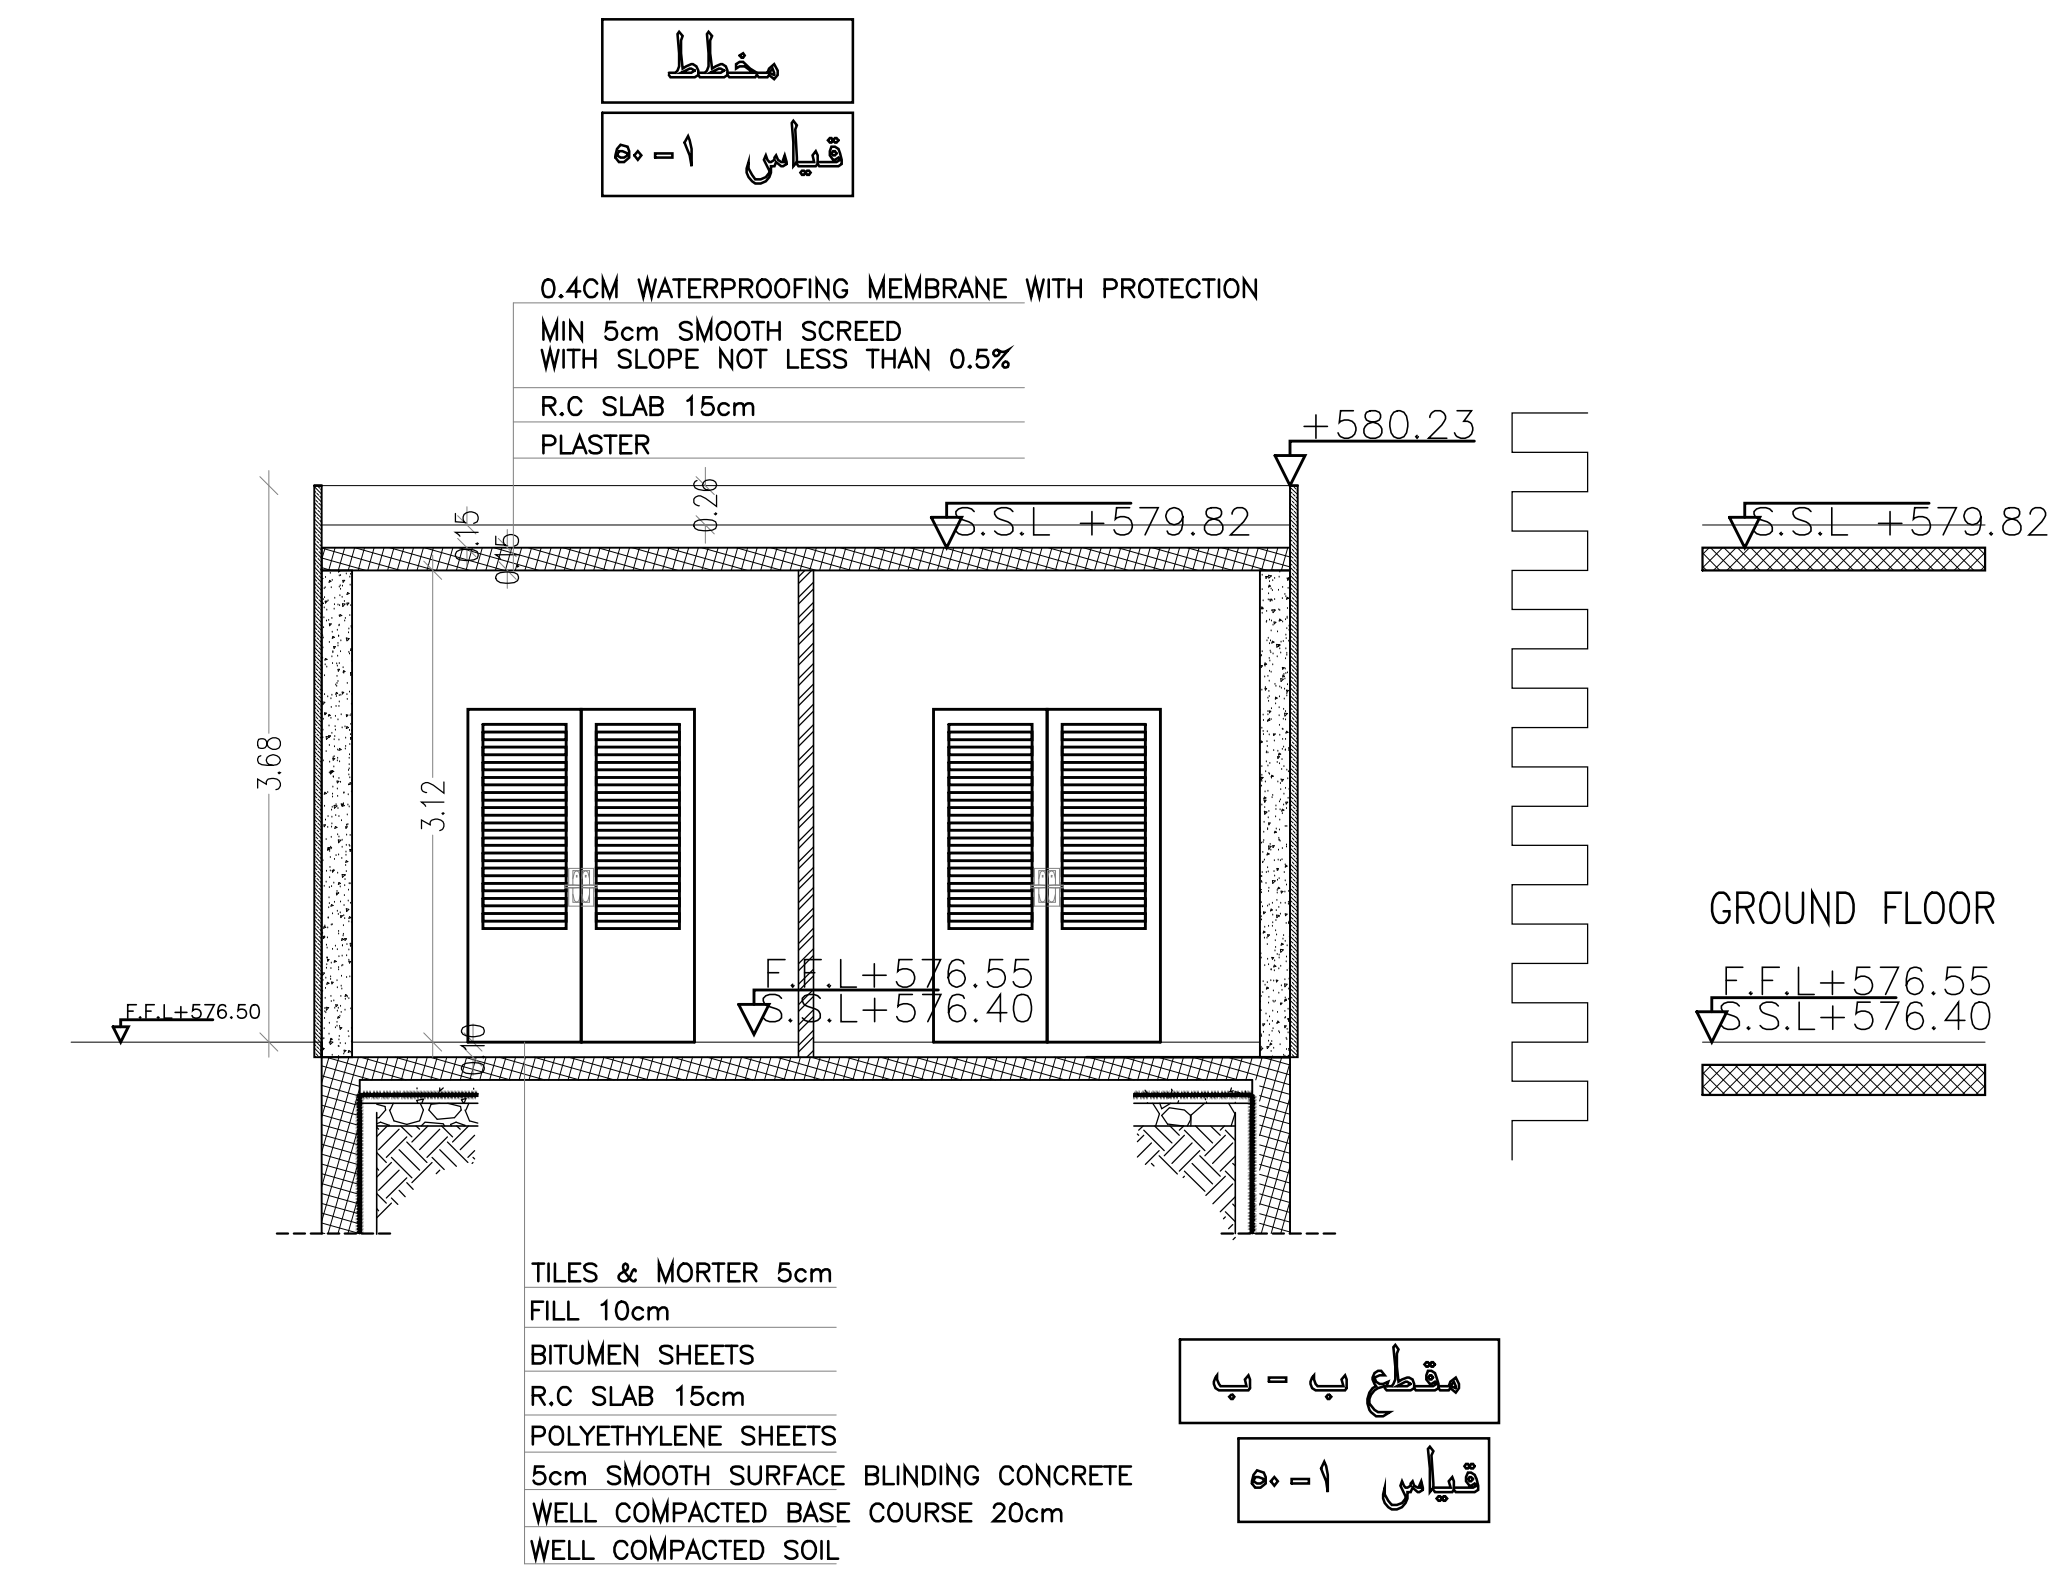 مخطط
قياس ١-٥٠
0.4CM WATERPROOFING MEMBRANE WITH PROTECTION
MIN 5cm SMOOTH SCREED
WITH SLOPE NOT LESS THAN 0.5%
R.C SLAB 15cm
PLASTER
+580.23
0.26
0.15
0.15
S.S.L +579.82
S.S.L +579.82
3.68
3.12
GROUND FLOOR
F.F.L+576.55
S.S.L+576.40
F.F.L+576.55
S.S.L+576.40
F.F.L+576.50
0.10
TILES & MORTER 5cm
FILL 10cm
BITUMEN SHEETS
R.C SLAB 15cm
POLYETHYLENE SHEETS
5cm SMOOTH SURFACE BLINDING CONCRETE
WELL COMPACTED BASE COURSE 20cm
WELL COMPACTED SOIL
مقطع ب - ب
قياس ١-٥٠